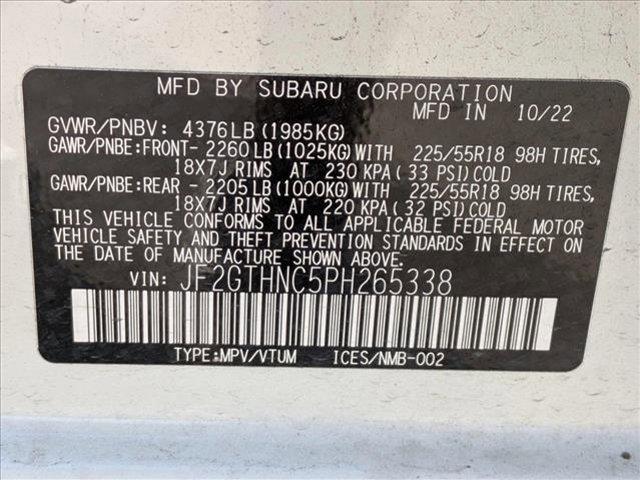 MFD BY SUBARU CORPORATION
MFD IN 10/22
GVWR/PNBV: 4376LB(1985KG)
GAWR/PNBE:FRONT- 2260LB(1025KG)WITH 225/55R18 98H TIRES,
18X7J RIMS AT 230 KPA(33 PSI)COLD
GAWR/PNBE:REAR - 2205LB(1000KG)WITH 225/55R18 98H TIRES,
18X7J RIMS AT 220 KPA(32 PSI)COLD
THIS VEHICLE CONFORMS TO ALL APPLICABLE FEDERAL MOTOR
VEHICLE SAFETY AND THEFT PREVENTION STANDARDS IN EFFECT ON
THE DATE OF MANUFACTURE SHOWN ABOVE.
VIN: JF2GTHNC5PH265338
TYPE:MPV/VTUM ICES/NMB-002